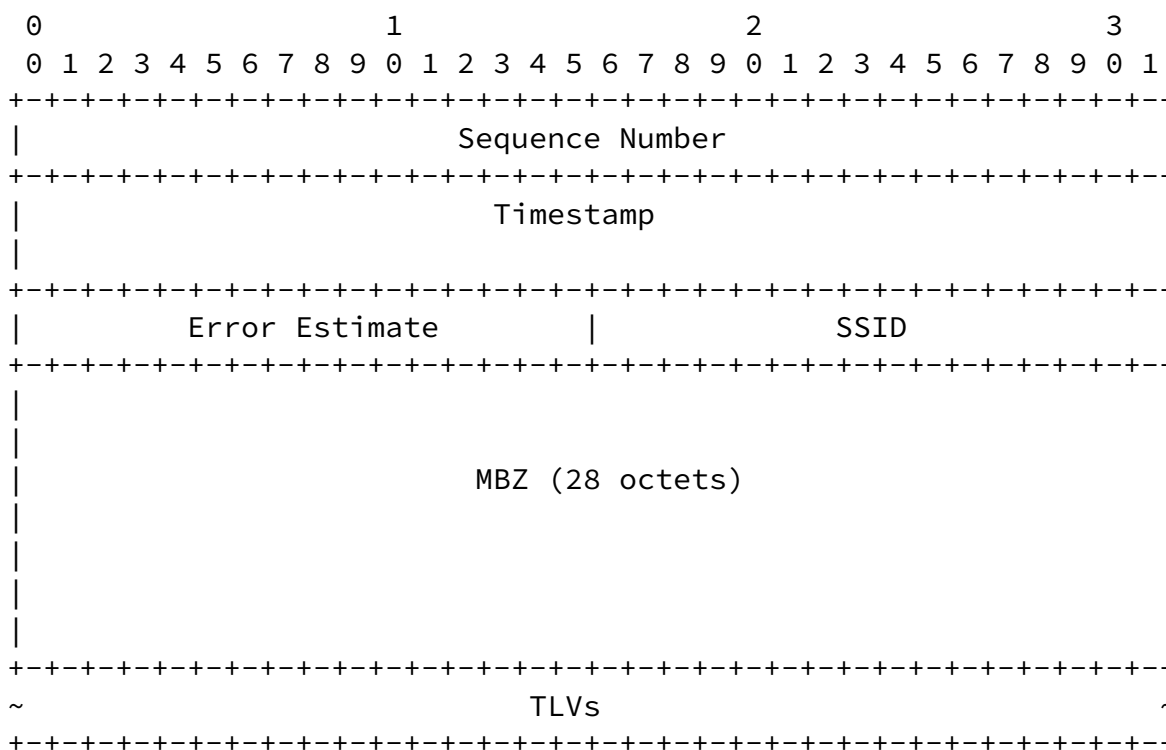 0                   1                   2                   3
 0 1 2 3 4 5 6 7 8 9 0 1 2 3 4 5 6 7 8 9 0 1 2 3 4 5 6 7 8 9 0 1
+-+-+-+-+-+-+-+-+-+-+-+-+-+-+-+-+-+-+-+-+-+-+-+-+-+-+-+-+-+-+-+-
|                        Sequence Number
+-+-+-+-+-+-+-+-+-+-+-+-+-+-+-+-+-+-+-+-+-+-+-+-+-+-+-+-+-+-+-+-
|                          Timestamp
|
+-+-+-+-+-+-+-+-+-+-+-+-+-+-+-+-+-+-+-+-+-+-+-+-+-+-+-+-+-+-+-+-
|         Error Estimate        |             SSID
+-+-+-+-+-+-+-+-+-+-+-+-+-+-+-+-+-+-+-+-+-+-+-+-+-+-+-+-+-+-+-+-
|
|
|                         MBZ (28 octets)
|
|
|
|
+-+-+-+-+-+-+-+-+-+-+-+-+-+-+-+-+-+-+-+-+-+-+-+-+-+-+-+-+-+-+-+-
~                            TLVs                               ~
+-+-+-+-+-+-+-+-+-+-+-+-+-+-+-+-+-+-+-+-+-+-+-+-+-+-+-+-+-+-+-+-